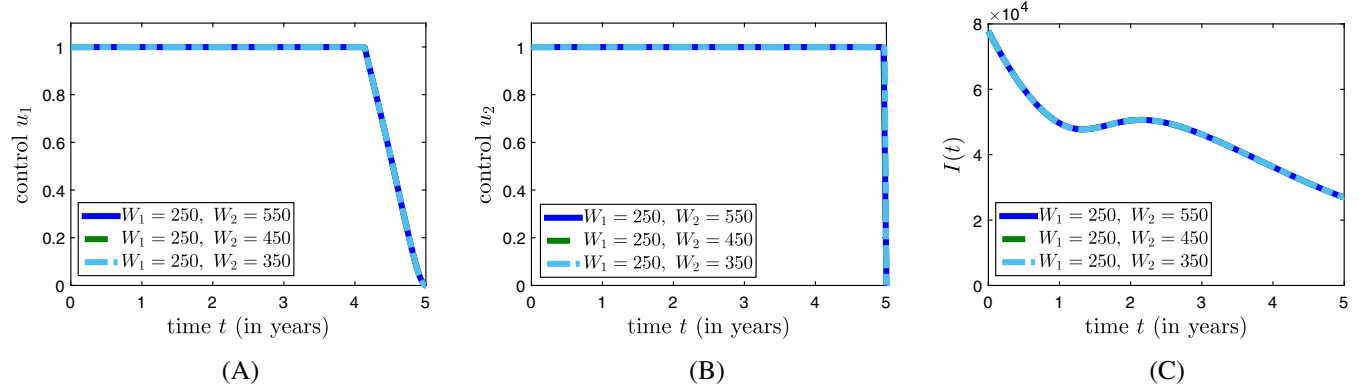 control u₁
1
0.8
0.6
0.4
0.2
0
W₁ = 250, W₂ = 550
W₁ = 250, W₂ = 450
W₁ = 250, W₂ = 350
0 1 2 3 4 5
time t (in years)
(A)
control u₂
1
0.8
0.6
0.4
0.2
0
W₁ = 250, W₂ = 550
W₁ = 250, W₂ = 450
W₁ = 250, W₂ = 350
0 1 2 3 4 5
time t (in years)
(B)
×10⁴
I(t)
8
6
4
2
0
W₁ = 250, W₂ = 550
W₁ = 250, W₂ = 450
W₁ = 250, W₂ = 350
0 1 2 3 4 5
time t (in years)
(C)